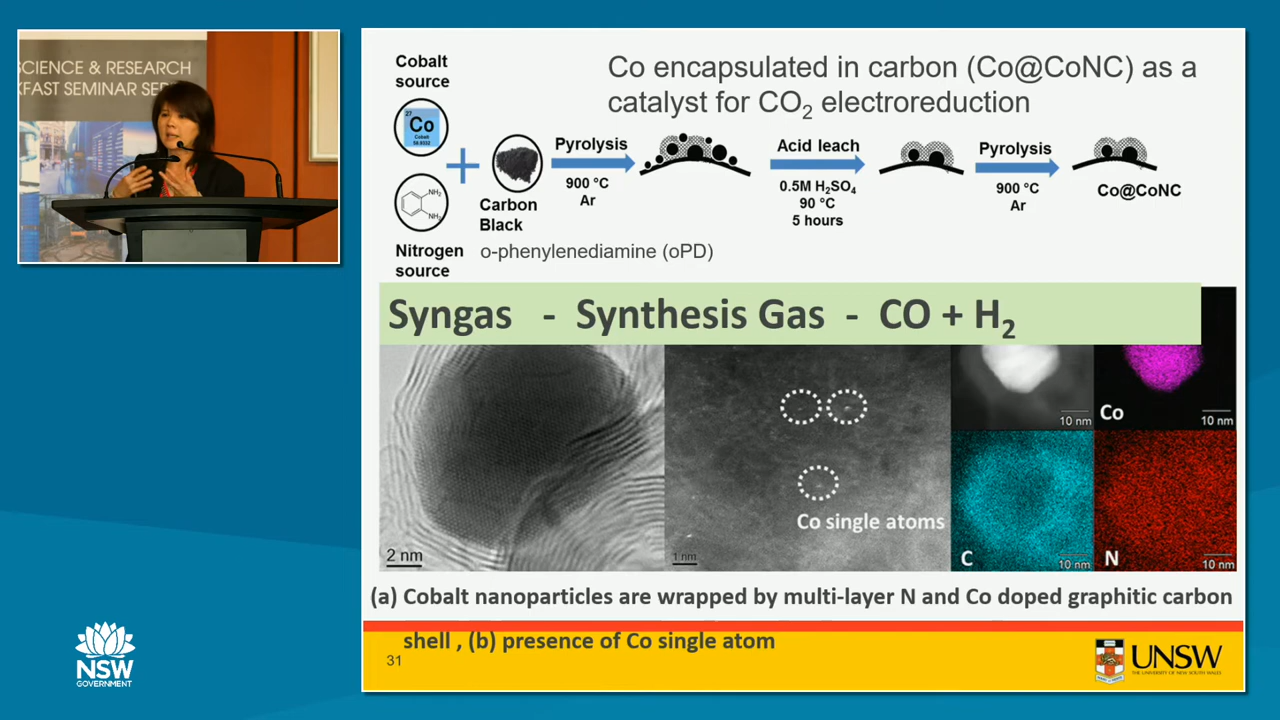 SCIENCE & RESEARCH
KFAST SEMINAR SER
Co encapsulated in carbon (Co@CoNC) as a
catalyst for CO₂ electroreduction
Cobalt
source
27
Co
Cobalt
58.9332
NH₂
NH₂
Nitrogen
source
Carbon
Black
o-phenylenediamine (oPD)
Pyrolysis
900 °C
Ar
Acid leach
0.5M H₂SO₄
90 °C
5 hours
Pyrolysis
900 °C
Ar
Co@CoNC
Syngas - Synthesis Gas - CO + H₂
2 nm
Co single atoms
1 nm
10 nm
Co
10 nm
C
10 nm
N
10 nm
(a) Cobalt nanoparticles are wrapped by multi-layer N and Co doped graphitic carbon
shell , (b) presence of Co single atom
31
UNSW
THE UNIVERSITY OF NEW SOUTH WALES
NSW
GOVERNMENT